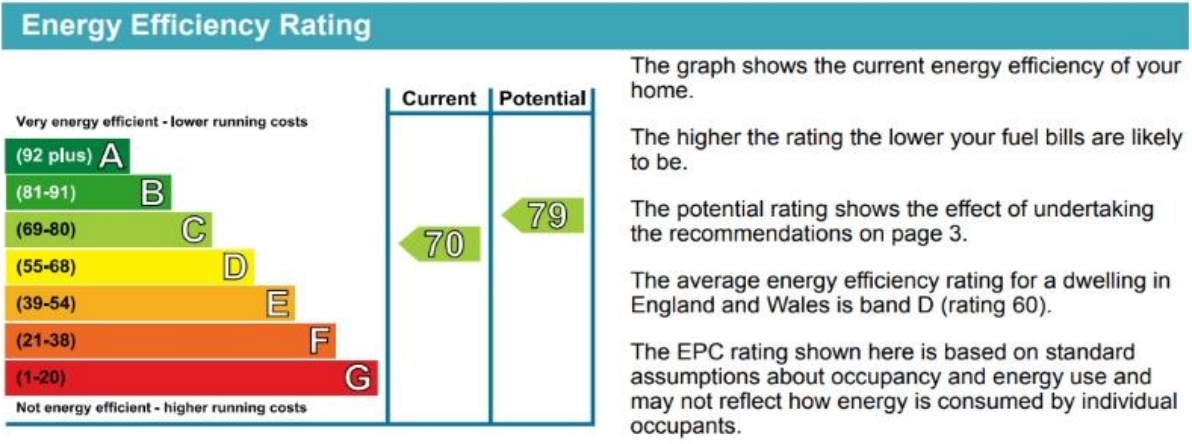 Energy Efficiency Rating
Current Potential
Very energy efficient - lower running costs
(92 plus) A
(81-91) B
(69-80) C
(55-68) D
(39-54) E
(21-38) F
(1-20) G
Not energy efficient - higher running costs
70
79
The graph shows the current energy efficiency of your
home.
The higher the rating the lower your fuel bills are likely
to be.
The potential rating shows the effect of undertaking
the recommendations on page 3.
The average energy efficiency rating for a dwelling in
England and Wales is band D (rating 60).
The EPC rating shown here is based on standard
assumptions about occupancy and energy use and
may not reflect how energy is consumed by individual
occupants.